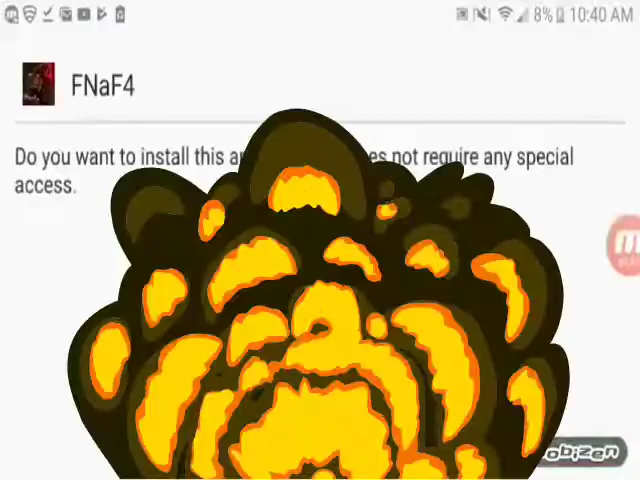 8% 10:40 AM
FNaF4
Do you want to install this es not require any special
access.
obizen